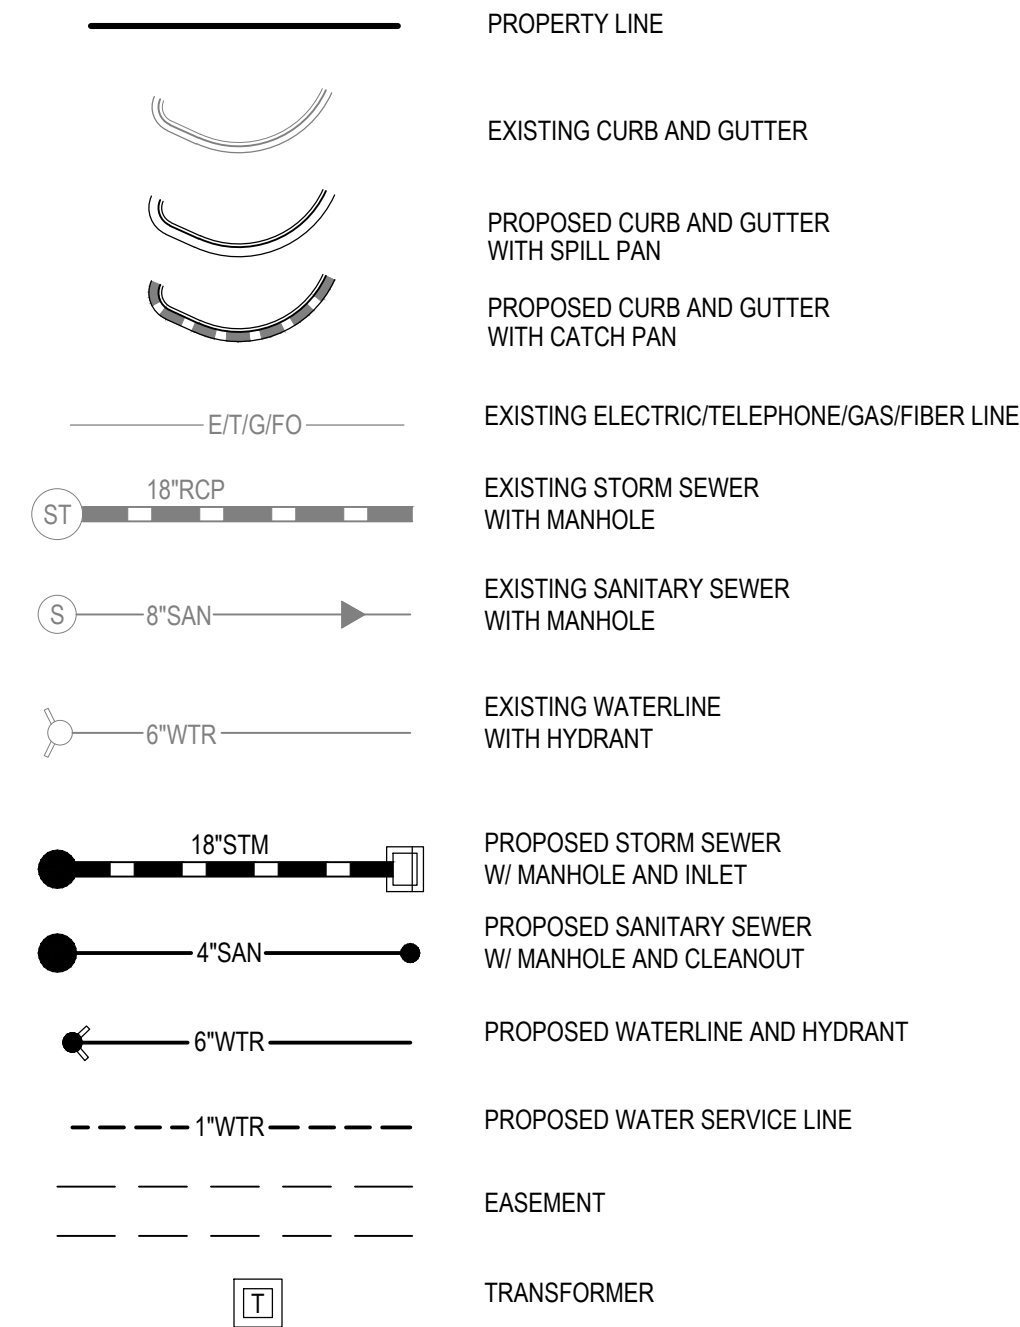 PROPERTY LINE
EXISTING CURB AND GUTTER
PROPOSED CURB AND GUTTER
WITH SPILL PAN
PROPOSED CURB AND GUTTER
WITH CATCH PAN
E/T/G/FO
EXISTING ELECTRIC/TELEPHONE/GAS/FIBER LINE
ST
18"RCP
EXISTING STORM SEWER
WITH MANHOLE
S
8"SAN
EXISTING SANITARY SEWER
WITH MANHOLE
6"WTR
EXISTING WATERLINE
WITH HYDRANT
18"STM
PROPOSED STORM SEWER
W/ MANHOLE AND INLET
4"SAN
PROPOSED SANITARY SEWER
W/ MANHOLE AND CLEANOUT
6"WTR
PROPOSED WATERLINE AND HYDRANT
1"WTR
PROPOSED WATER SERVICE LINE
EASEMENT
T
TRANSFORMER